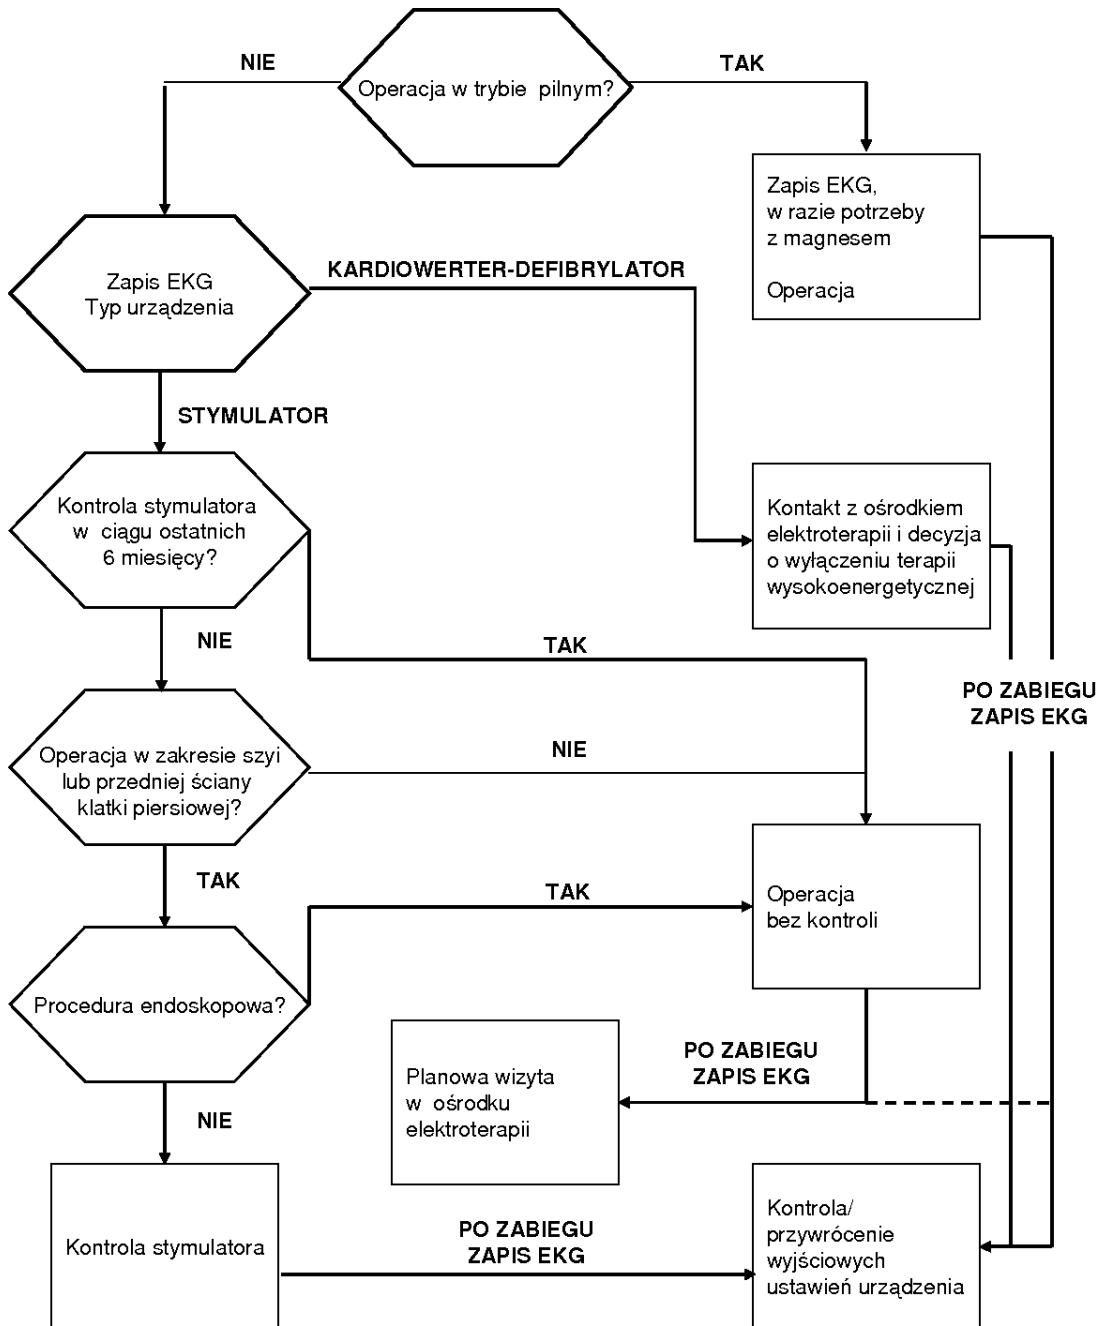 NIE
TAK
Operacja w trybie pilnym?
Zapis EKG,
w razie potrzeby
z magnesem
Operacja
Zapis EKG
Typ urządzenia
KARDIOWERTER-DEFIBRYLATOR
STYMULATOR
Kontrola stymulatora
w ciągu ostatnich
6 miesięcy?
Kontakt z ośrodkiem
elektroterapii i decyzja
o wyłączeniu terapii
wysokoenergetycznej
NIE
TAK
PO ZABIEGU
ZAPIS EKG
Operacja w zakresie szyi
lub przedniej ściany
klatki piersiowej?
NIE
TAK
TAK
Operacja
bez kontroli
Procedura endoskopowa?
PO ZABIEGU
ZAPIS EKG
Planowa wizyta
w ośrodku
elektroterapii
NIE
Kontrola stymulatora
PO ZABIEGU
ZAPIS EKG
Kontrola/
przywrócenie
wyjściowych
ustawień urządzenia